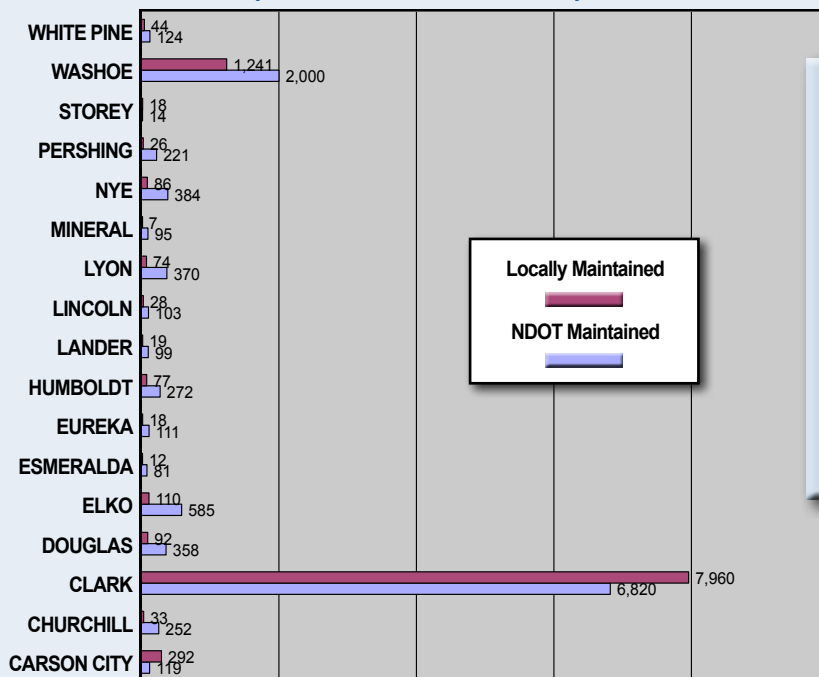 WHITE PINE 44
124
WASHOE 1,241
2,000
STOREY 18
14
PERSHING 26
221
NYE 86
384
MINERAL 7
95
LYON 74
370
LINCOLN 28
103
LANDER 19
99
HUMBOLDT 77
272
EUREKA 18
111
ESMERALDA 12
81
ELKO 110
585
DOUGLAS 92
358
CLARK 7,960
6,820
CHURCHILL 33
252
CARSON CITY 292
119
Locally Maintained
NDOT Maintained